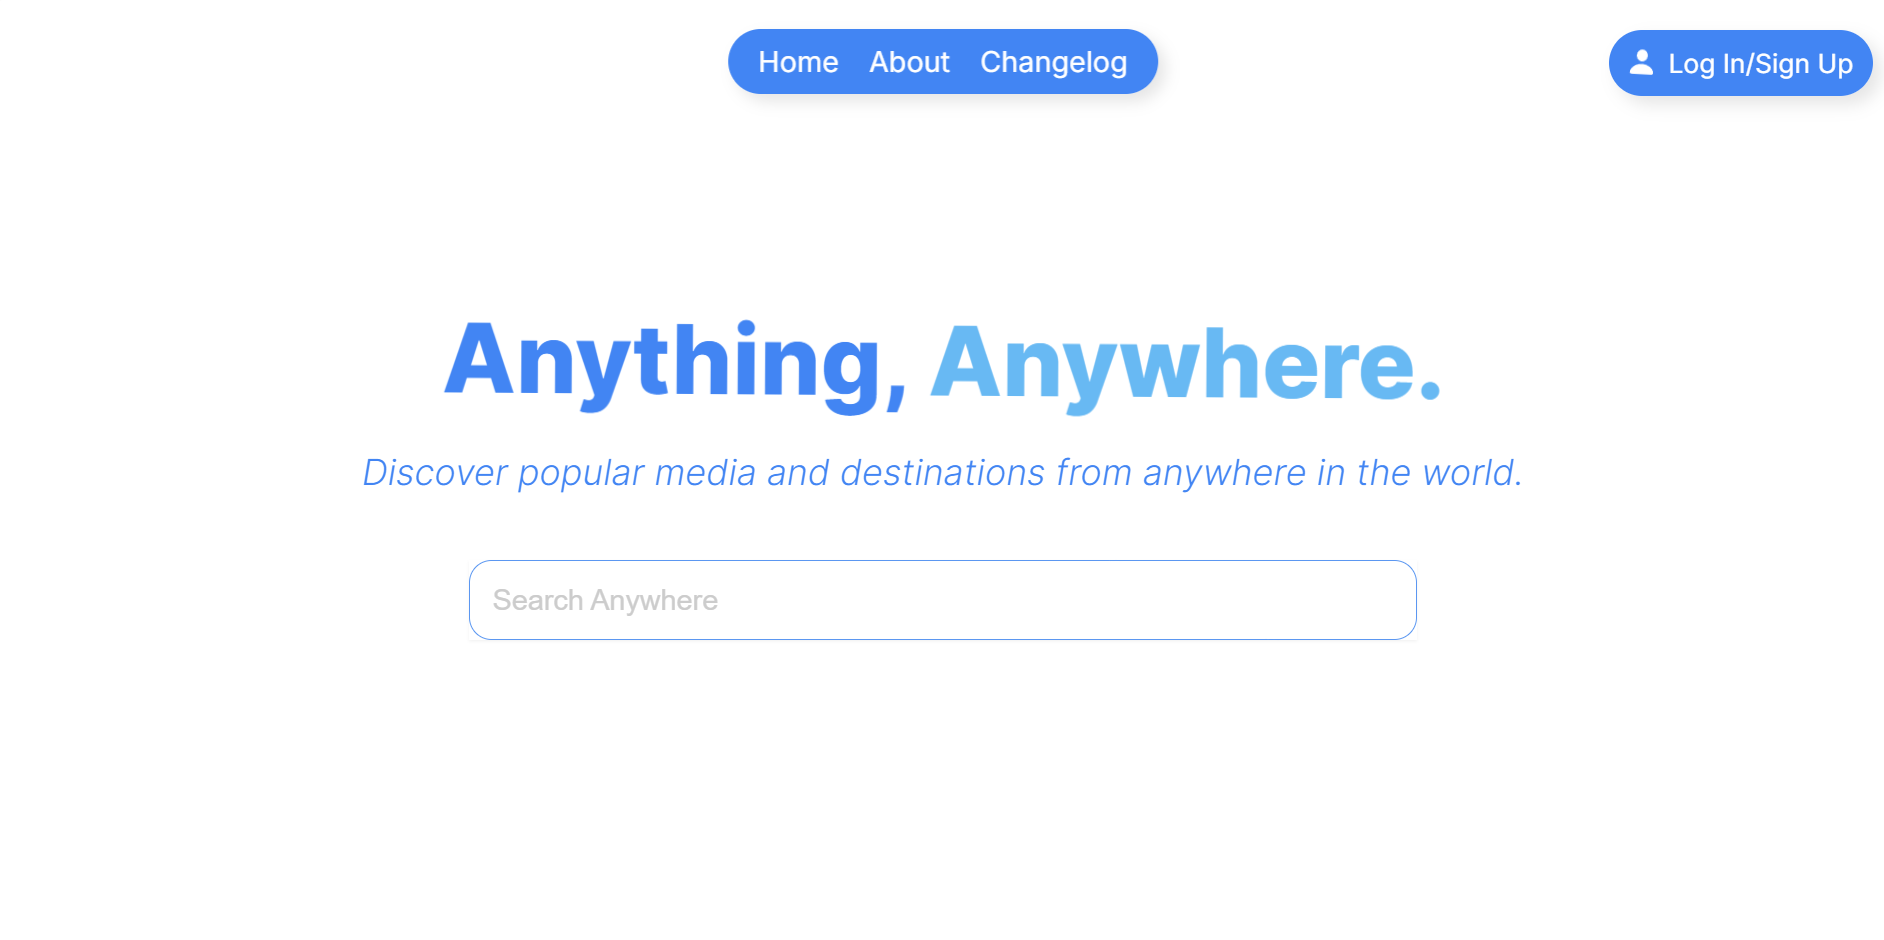 Home About Changelog
Log In/Sign Up
Anything, Anywhere.
Discover popular media and destinations from anywhere in the world.
Search Anywhere